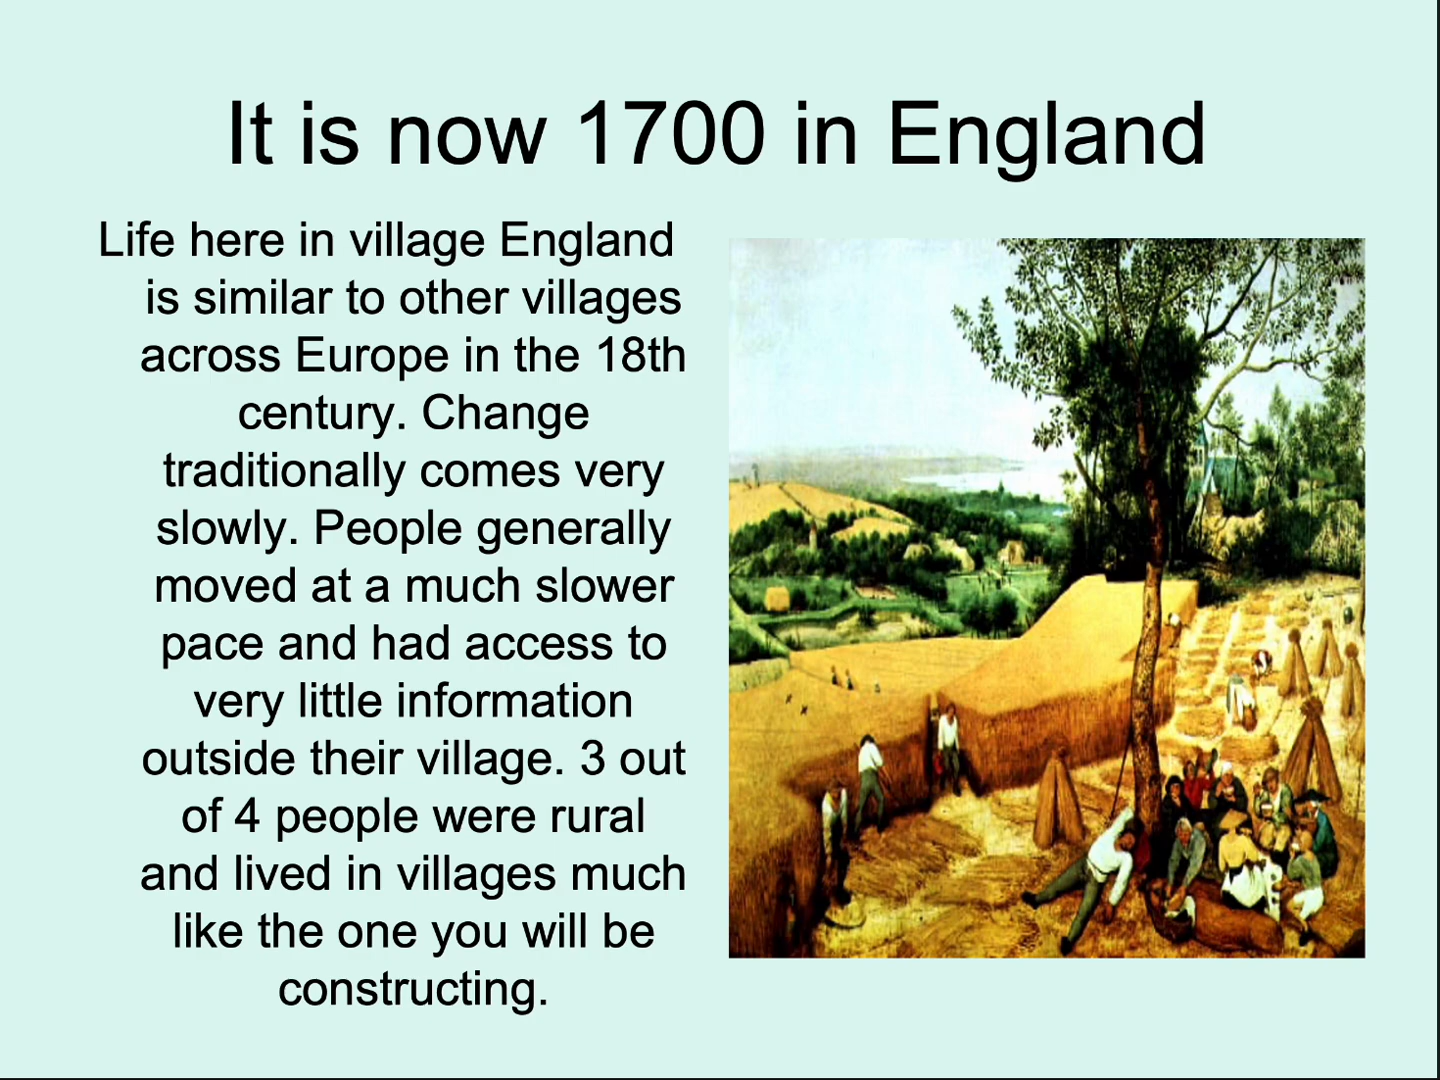 It is now 1700 in England
Life here in village England
is similar to other villages
across Europe in the 18th
century. Change
traditionally comes very
slowly. People generally
moved at a much slower
pace and had access to
very little information
outside their village. 3 out
of 4 people were rural
and lived in villages much
like the one you will be
constructing.